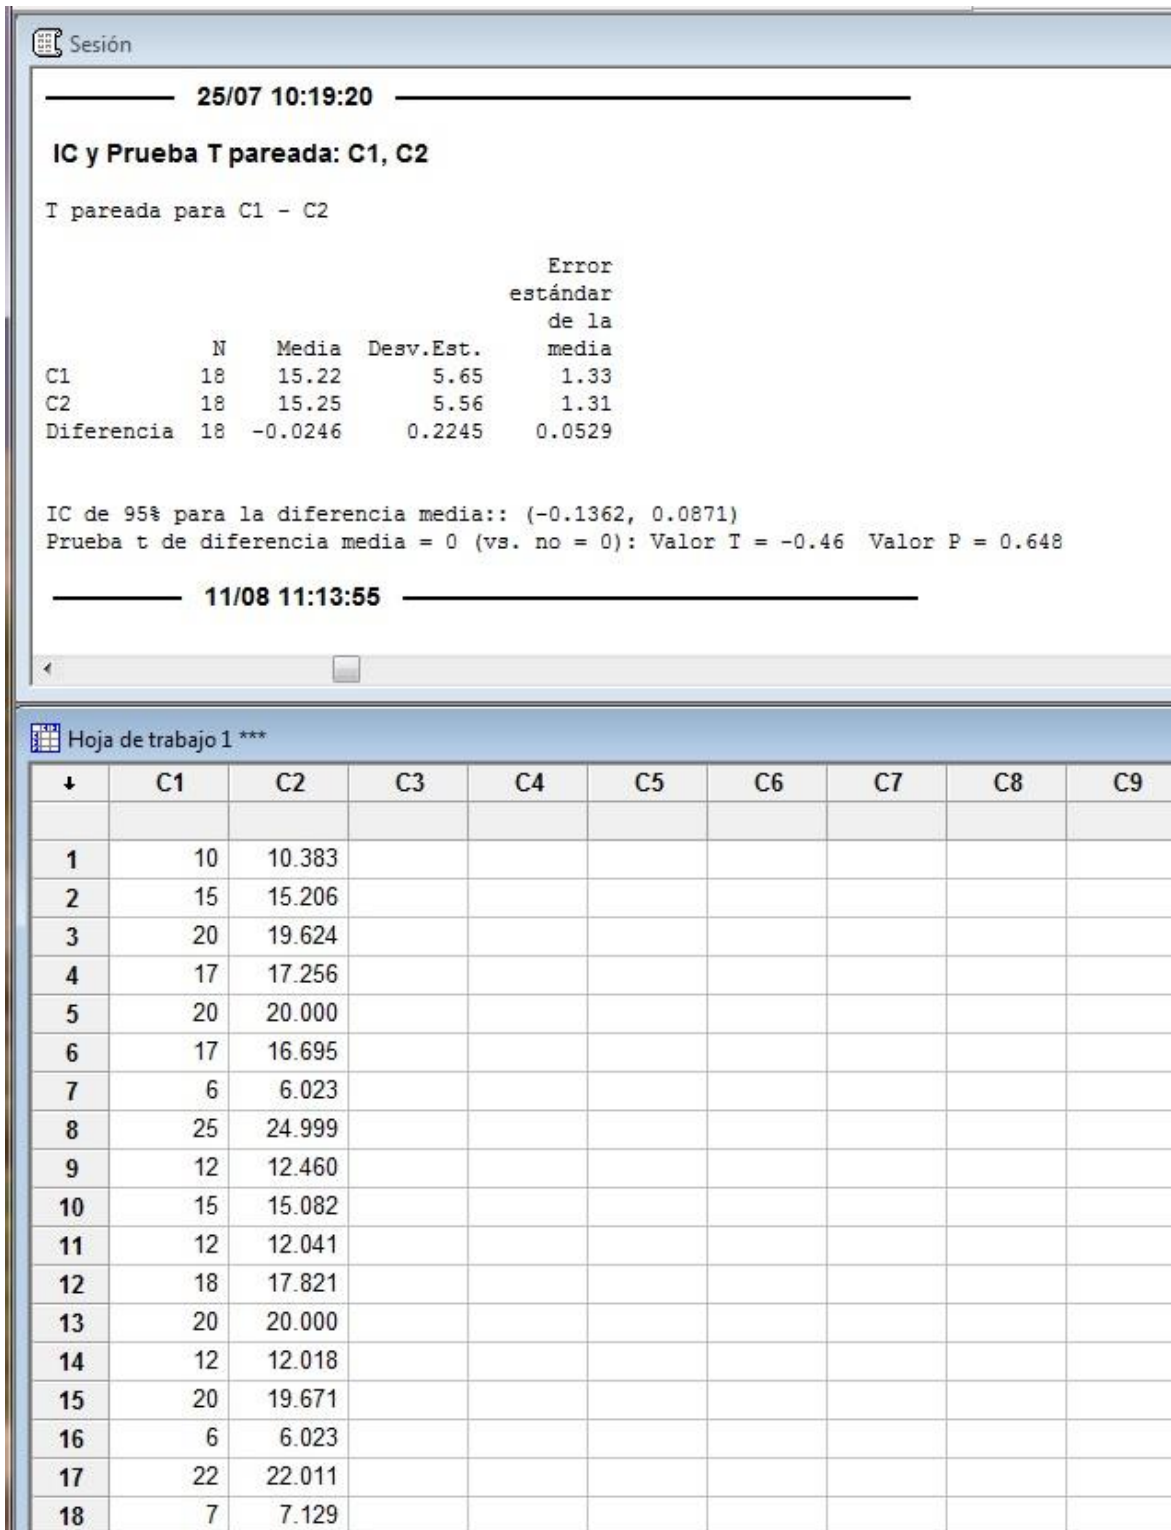 Sesión
25/07 10:19:20
IC y Prueba T pareada: C1, C2
T pareada para C1 - C2
Error
estándar
de la
N Media Desv.Est. media
C1 18 15.22 5.65 1.33
C2 18 15.25 5.56 1.31
Diferencia 18 -0.0246 0.2245 0.0529
IC de 95% para la diferencia media:: (-0.1362, 0.0871)
Prueba t de diferencia media = 0 (vs. no = 0): Valor T = -0.46 Valor P = 0.648
11/08 11:13:55
Hoja de trabajo 1 ***
C1 C2 C3 C4 C5 C6 C7 C8 C9
1 10 10.383
2 15 15.206
3 20 19.624
4 17 17.256
5 20 20.000
6 17 16.695
7 6 6.023
8 25 24.999
9 12 12.460
10 15 15.082
11 12 12.041
12 18 17.821
13 20 20.000
14 12 12.018
15 20 19.671
16 6 6.023
17 22 22.011
18 7 7.129